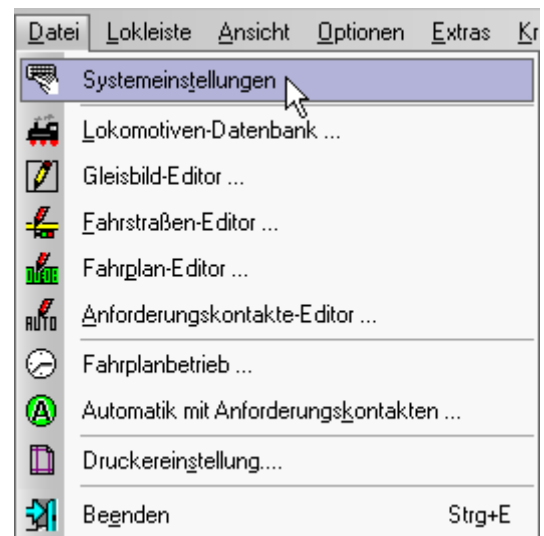 Datei Lokleiste Ansicht Optionen Extras Kr
Systemeinstellungen
Lokomotiven-Datenbank ...
Gleisbild-Editor ...
Fahrstraßen-Editor ...
Fahrplan-Editor ...
AUTO Anforderungskontakte-Editor ...
Fahrplanbetrieb ...
A Automatik mit Anforderungskontakten ...
Druckereinstellung....
Beenden Strg+E